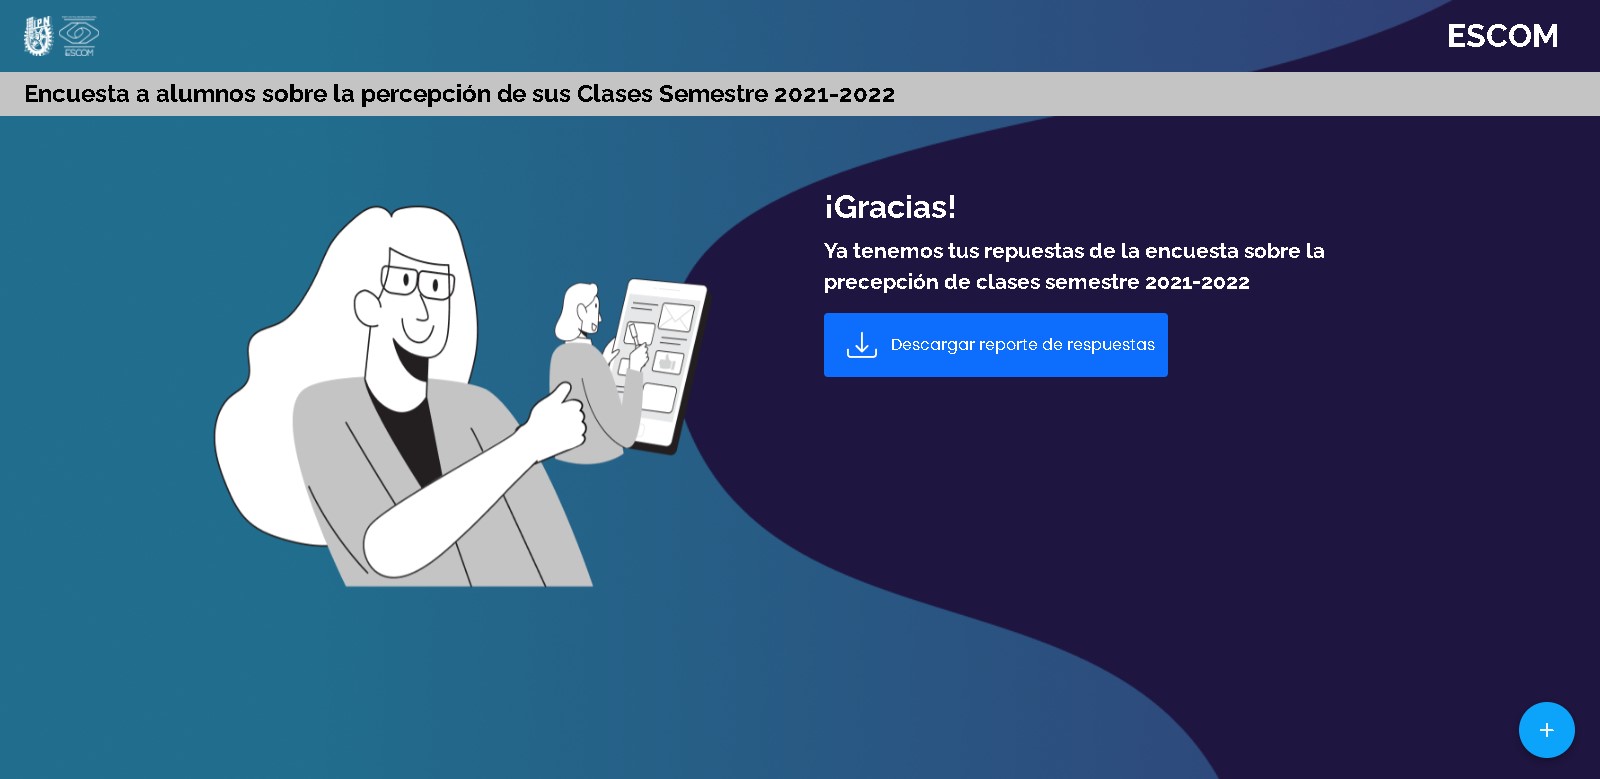 IPN
ESCOM
ESCOM
Encuesta a alumnos sobre la percepción de sus Clases Semestre 2021-2022
¡Gracias!
Ya tenemos tus repuestas de la encuesta sobre la
precepción de clases semestre 2021-2022
Descargar reporte de respuestas
+